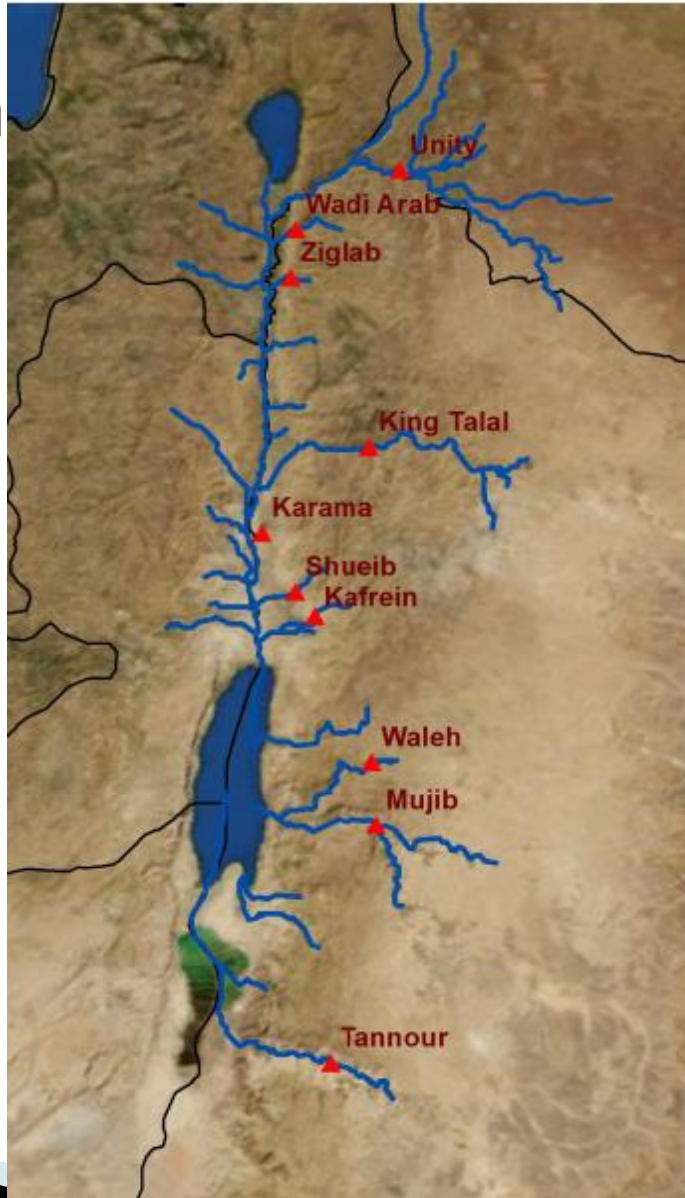 Unity
Wadi Arab
Ziglab
King Talal
Karama
Shueib
Kafrein
Waleh
Mujib
Tannour